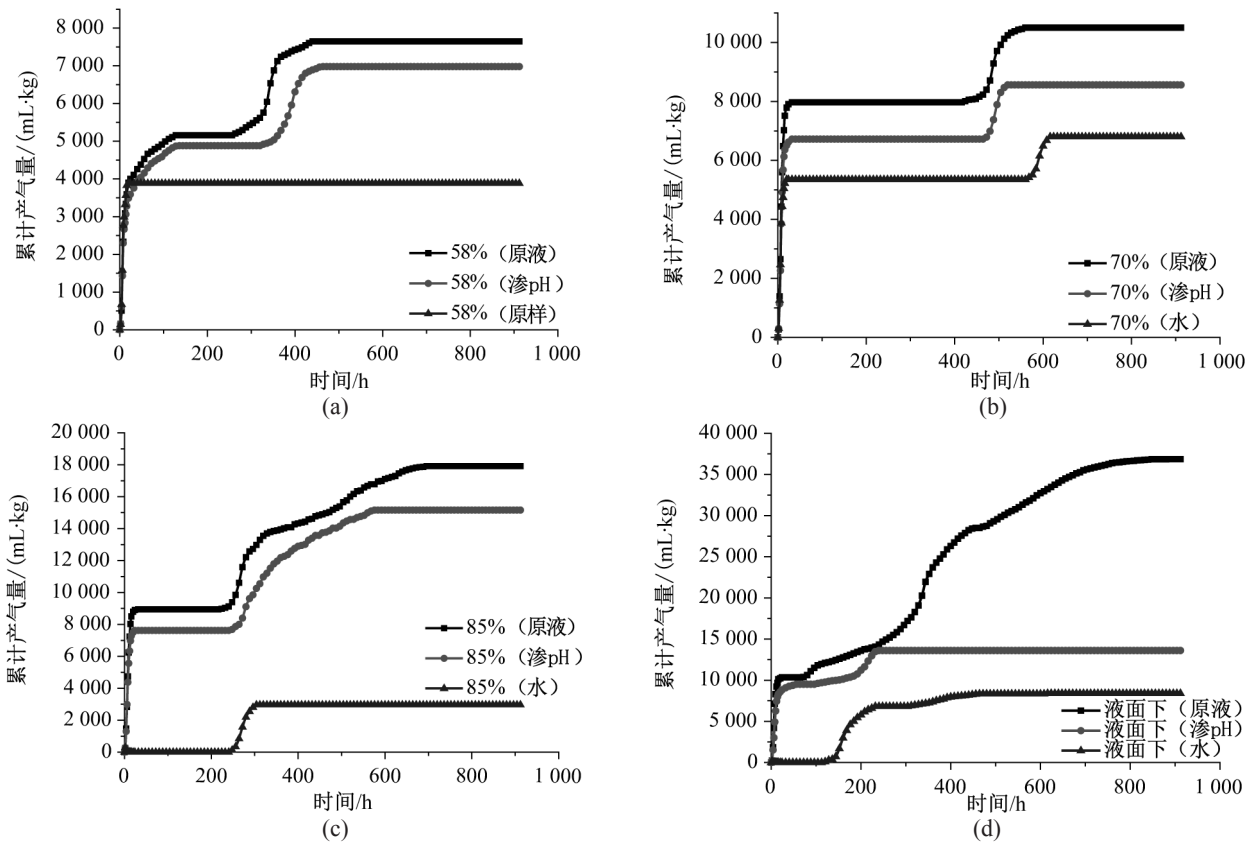 8 000
7 000
6 000
5 000
4 000
3 000
2 000
1 000
0
累计产气量/(mL·kg)
58%（原液）
58%（渗pH）
58%（原样）
0 200 400 600 800 1 000
时间/h
(a)
10 000
8 000
6 000
4 000
2 000
0
累计产气量/(mL·kg)
70%（原液）
70%（渗pH）
70%（水）
0 200 400 600 800 1 000
时间/h
(b)
20 000
18 000
16 000
14 000
12 000
10 000
8 000
6 000
4 000
2 000
0
累计产气量/(mL·kg)
85%（原液）
85%（渗pH）
85%（水）
0 200 400 600 800 1 000
时间/h
(c)
40 000
35 000
30 000
25 000
20 000
15 000
10 000
5 000
0
累计产气量/(mL·kg)
液面下（原液）
液面下（渗pH）
液面下（水）
0 200 400 600 800 1 000
时间/h
(d)